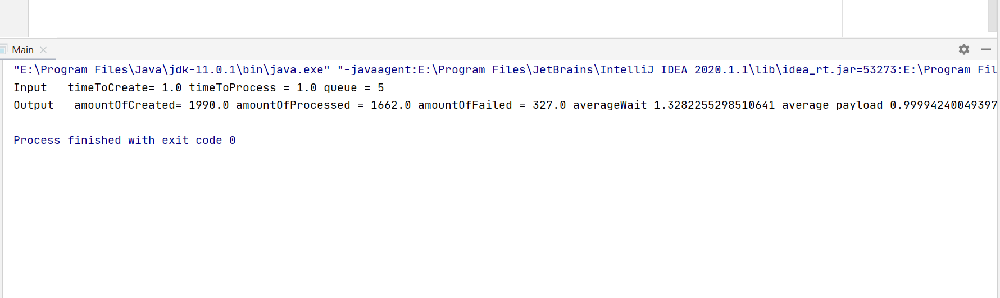 Main
"E:\Program Files\Java\jdk-11.0.1\bin\java.exe" "-javaagent:E:\Program Files\JetBrains\IntelliJ IDEA 2020.1.1\lib\idea_rt.jar=53273:E:\Program Fil
Input   timeToCreate= 1.0 timeToProcess = 1.0 queue = 5
Output   amountOfCreated= 1990.0 amountOfProcessed = 1662.0 amountOfFailed = 327.0 averageWait 1.3282255298510641 average payload 0.99994240049397
Process finished with exit code 0